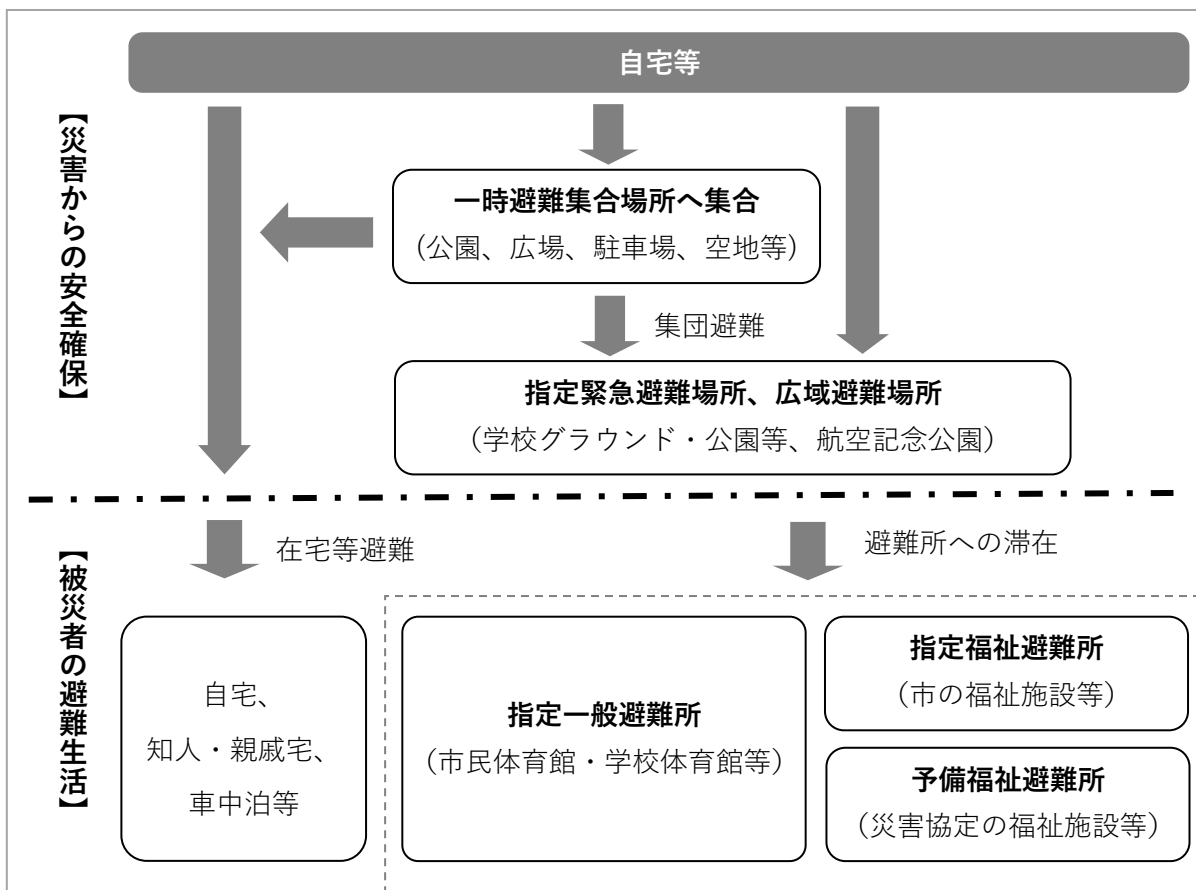 自宅等
【災害からの安全確保】
一時避難集合場所へ集合
（公園、広場、駐車場、空地等）
集団避難
指定緊急避難場所、広域避難場所
（学校グラウンド・公園等、航空記念公園）
【被災者の避難生活】
在宅等避難
避難所への滞在
自宅、
知人・親戚宅、
車中泊等
指定一般避難所
（市民体育館・学校体育館等）
指定福祉避難所
（市の福祉施設等）
予備福祉避難所
（災害協定の福祉施設等）